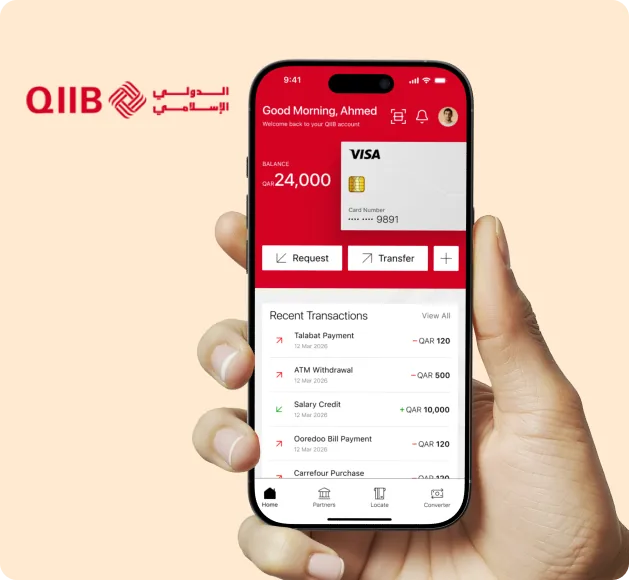 QIIB
الدولي
الإسلامي
9:41
Good Morning, Ahmed
Welcome back to your QIIB account
BALANCE
QAR 24,000
VISA
Card Number
•••• •••• 9891
Request
Transfer
Recent Transactions
View All
Talabat Payment
12 Mar 2026
– QAR 120
ATM Withdrawal
12 Mar 2026
– QAR 500
Salary Credit
12 Mar 2026
+ QAR 10,000
Ooredoo Bill Payment
12 Mar 2026
– QAR 120
Carrefour Purchase
– QAR 120
Home
Partners
Locate
Converter